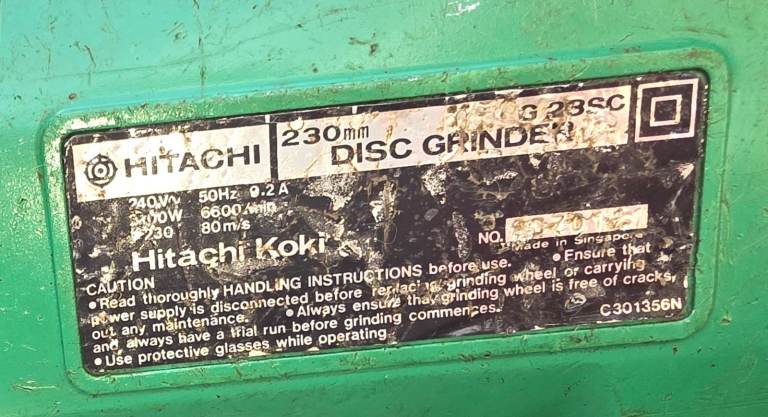 HITACHI
230mm
G 23SC
DISC GRINDER
240V~ 50Hz 9.2A
6600/min
80m/s
Hitachi Koki
NO.
Made in Singapore
CAUTION
• Read thoroughly HANDLING INSTRUCTIONS before use. • Ensure that
power supply is disconnected before replacing grinding wheel or carrying
out any maintenance. • Always ensure that grinding wheel is free of cracks,
and always have a trial run before grinding commences.
• Use protective glasses while operating.
C301356N